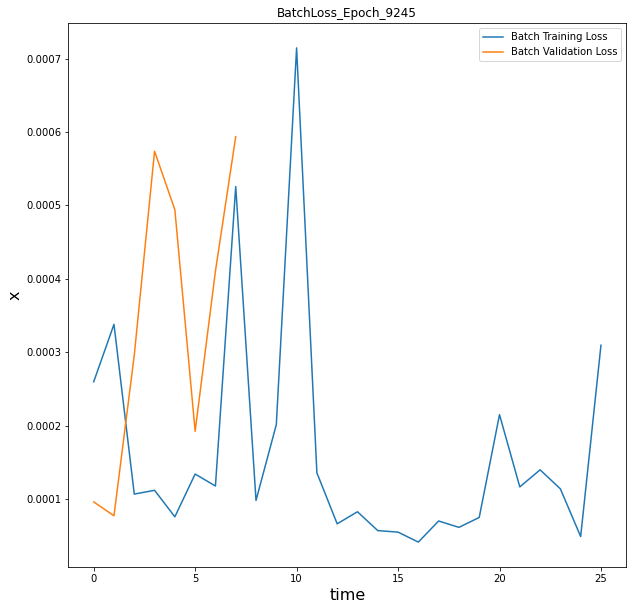 BatchLoss_Epoch_9245
Batch Training Loss
Batch Validation Loss
0.0007
0.0006
0.0005
0.0004
0.0003
0.0002
0.0001
x
0 5 10 15 20 25
time